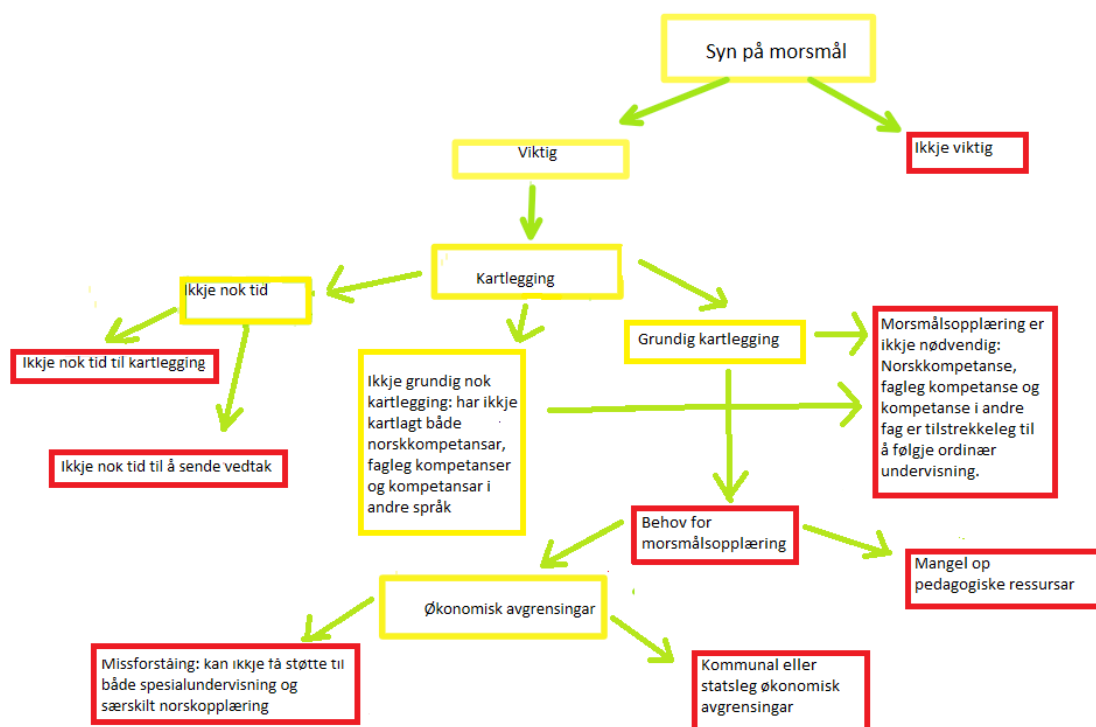 Syn på morsmål
Viktig
Ikkje viktig
Kartlegging
Ikkje nok tid
Ikkje nok tid til kartlegging
Ikkje nok tid til å sende vedtak
Ikkje grundig nok
kartlegging: har ikkje
kartlagt både
norskkompetansar,
fagleg kompetanser
og kompetansar i
andre språk
Grundig kartlegging
Morsmålsopplæring er
ikkje nødvendig:
Norskkompetanse,
fagleg kompetanse og
kompetanse i andre
fag er tilstrekkeleg til
å følgje ordinær
undervisning.
Behov for
morsmålsopplæring
Mangel op
pedagogiske ressursar
Økonomisk avgrensingar
Missforståing: kan ikkje få støtte til
både spesialundervisning og
særskilt norskopplæring
Kommunal eller
statsleg økonomisk
avgrensingar